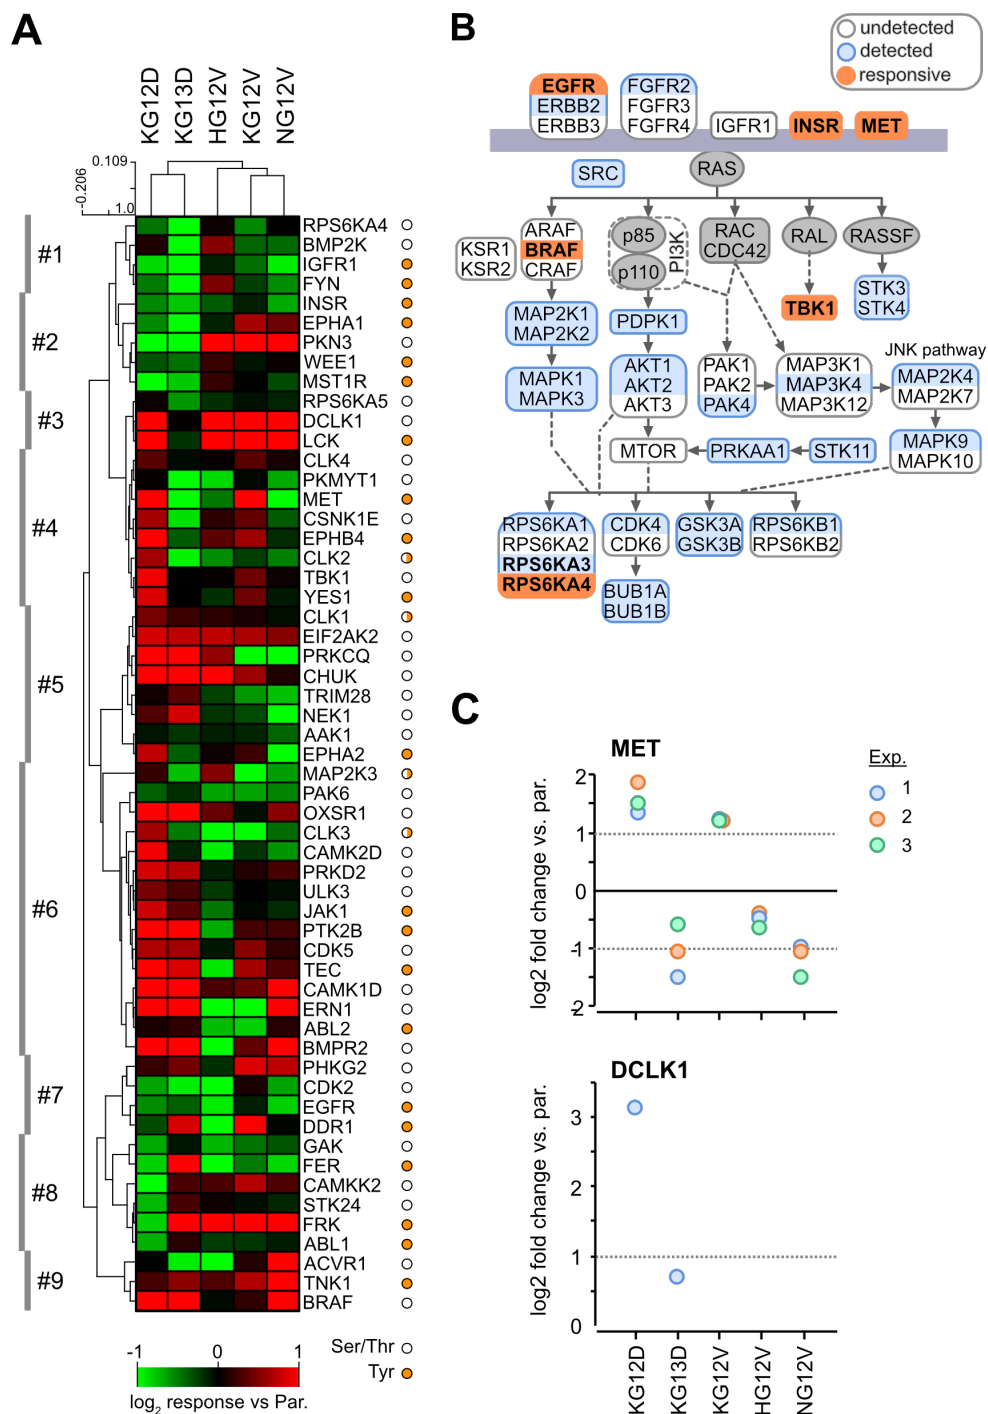 A
KG12D
KG13D
HG12V
KG12V
NG12V
-0.206
0.109
1.0
#1
#2
#3
#4
#5
#6
#7
#8
#9
RPS6KA4
BMP2K
IGFR1
FYN
INSR
EPHA1
PKN3
WEE1
MST1R
RPS6KA5
DCLK1
LCK
CLK4
PKMYT1
MET
CSNK1E
EPHB4
CLK2
TBK1
YES1
CLK1
EIF2AK2
PRKCQ
CHUK
TRIM28
NEK1
AAK1
EPHA2
MAP2K3
PAK6
OXSR1
CLK3
CAMK2D
PRKD2
ULK3
JAK1
PTK2B
CDK5
TEC
CAMK1D
ERN1
ABL2
BMPR2
PHKG2
CDK2
EGFR
DDR1
GAK
FER
CAMKK2
STK24
FRK
ABL1
ACVR1
TNK1
BRAF
Ser/Thr
Tyr
-1 0 1
log2 response vs Par.
B
undetected
detected
responsive
EGFR
ERBB2
ERBB3
FGFR2
FGFR3
FGFR4
IGFR1
INSR
MET
SRC
RAS
KSR1
KSR2
ARAF
BRAF
CRAF
p85
p110
PI3K
RAC
CDC42
RAL
RASSF
TBK1
STK3
STK4
MAP2K1
MAP2K2
PDPK1
MAPK1
MAPK3
AKT1
AKT2
AKT3
PAK1
PAK2
PAK4
MAP3K1
MAP3K4
MAP3K12
JNK pathway
MAP2K4
MAP2K7
MTOR
PRKAA1
STK11
MAPK9
MAPK10
RPS6KA1
RPS6KA2
RPS6KA3
RPS6KA4
CDK4
CDK6
GSK3A
GSK3B
RPS6KB1
RPS6KB2
BUB1A
BUB1B
C
MET
log2 fold change vs. par.
2
1
0
-1
-2
Exp.
1
2
3
DCLK1
log2 fold change vs. par.
3
2
1
0
KG12D
KG13D
KG12V
HG12V
NG12V